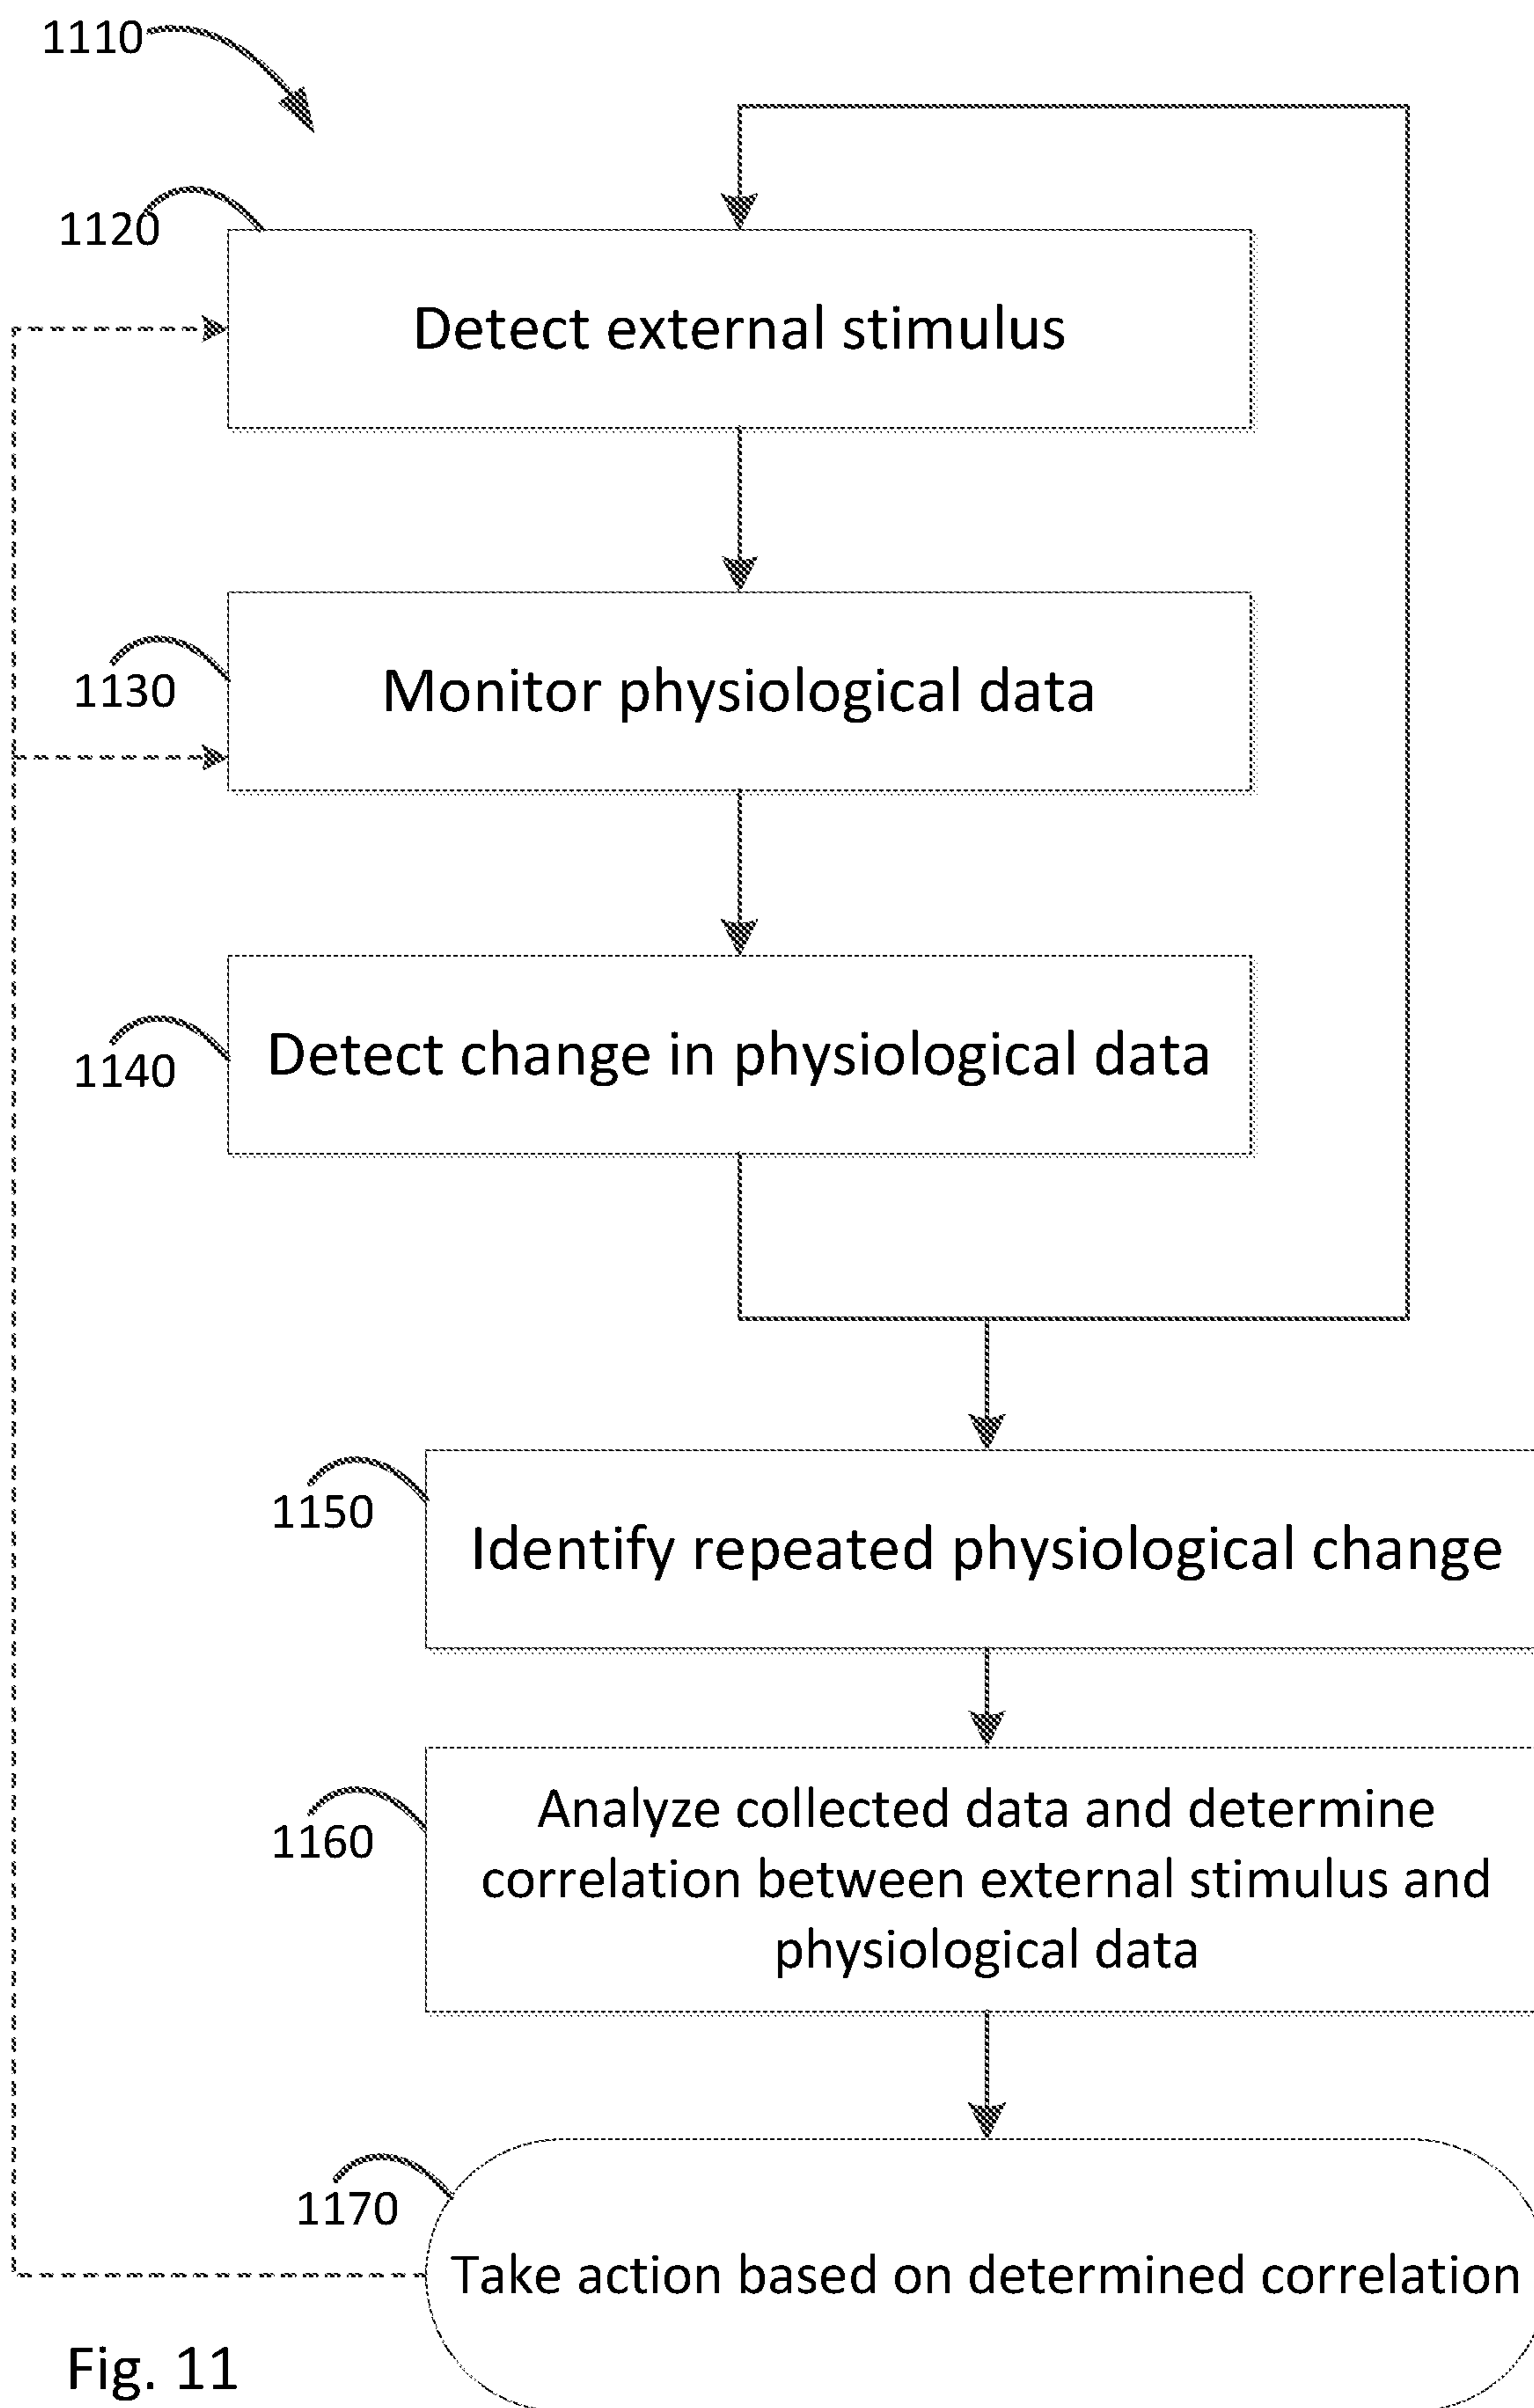 1110
1120
Detect external stimulus
1130
Monitor physiological data
1140
Detect change in physiological data
1150
Identify repeated physiological change
1160
Analyze collected data and determine
correlation between external stimulus and
physiological data
1170
Take action based on determined correlation
Fig. 11